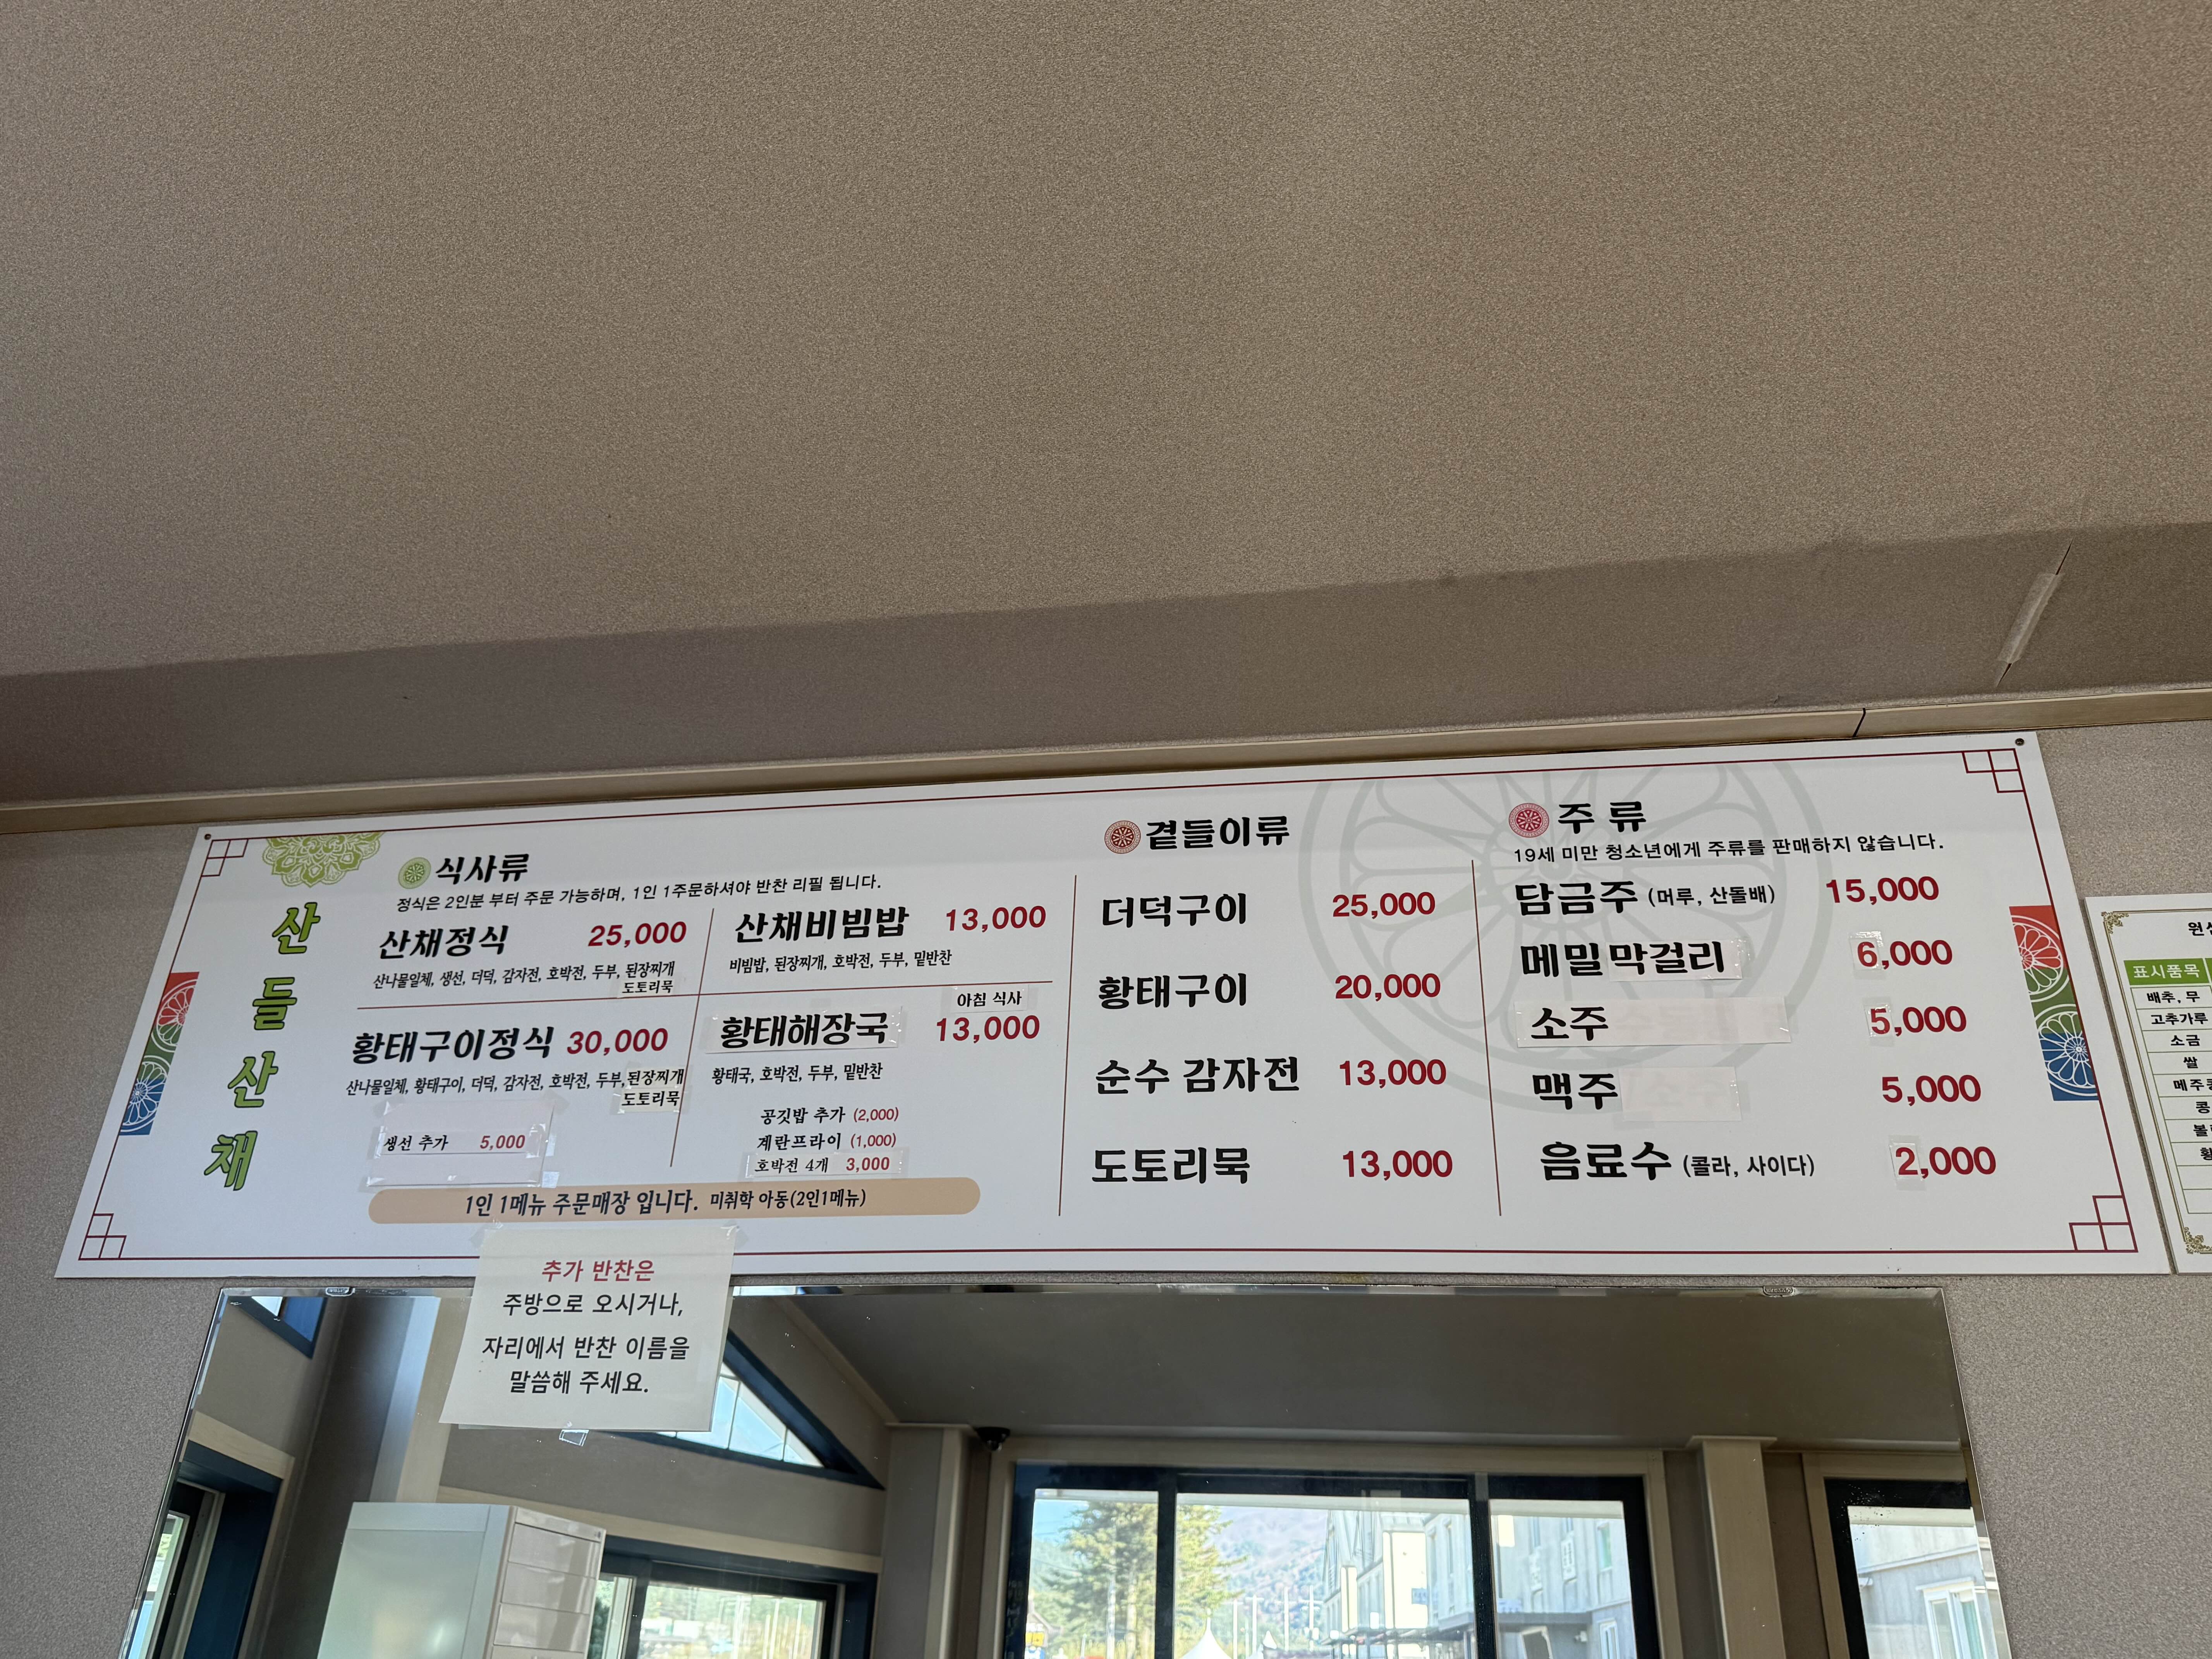 산들산채
식사류
정식은 2인분 부터 주문 가능하며, 1인 1주문하셔야 반찬 리필 됩니다.
산채정식 25,000
산나물일체, 생선, 더덕, 감자전, 호박전, 두부, 된장찌개
도토리묵
황태구이정식 30,000
산나물일체, 황태구이, 더덕, 감자전, 호박전, 두부, 된장찌개
도토리묵
생선 추가 5,000
산채비빔밥 13,000
비빔밥, 된장찌개, 호박전, 두부, 밑반찬
아침 식사
황태해장국 13,000
황태국, 호박전, 두부, 밑반찬
공깃밥 추가 (2,000)
계란프라이 (1,000)
호박전 4개 3,000
1인 1메뉴 주문매장 입니다. 미취학 아동(2인1메뉴)
곁들이류
더덕구이 25,000
황태구이 20,000
순수 감자전 13,000
도토리묵 13,000
주 류
19세 미만 청소년에게 주류를 판매하지 않습니다.
담금주 (머루, 산돌배) 15,000
메밀막걸리 6,000
소주 5,000
맥주 5,000
음료수 (콜라, 사이다) 2,000
추가 반찬은
주방으로 오시거나,
자리에서 반찬 이름을
말씀해 주세요.
표시품목
배추, 무
고추가루
소금
쌀